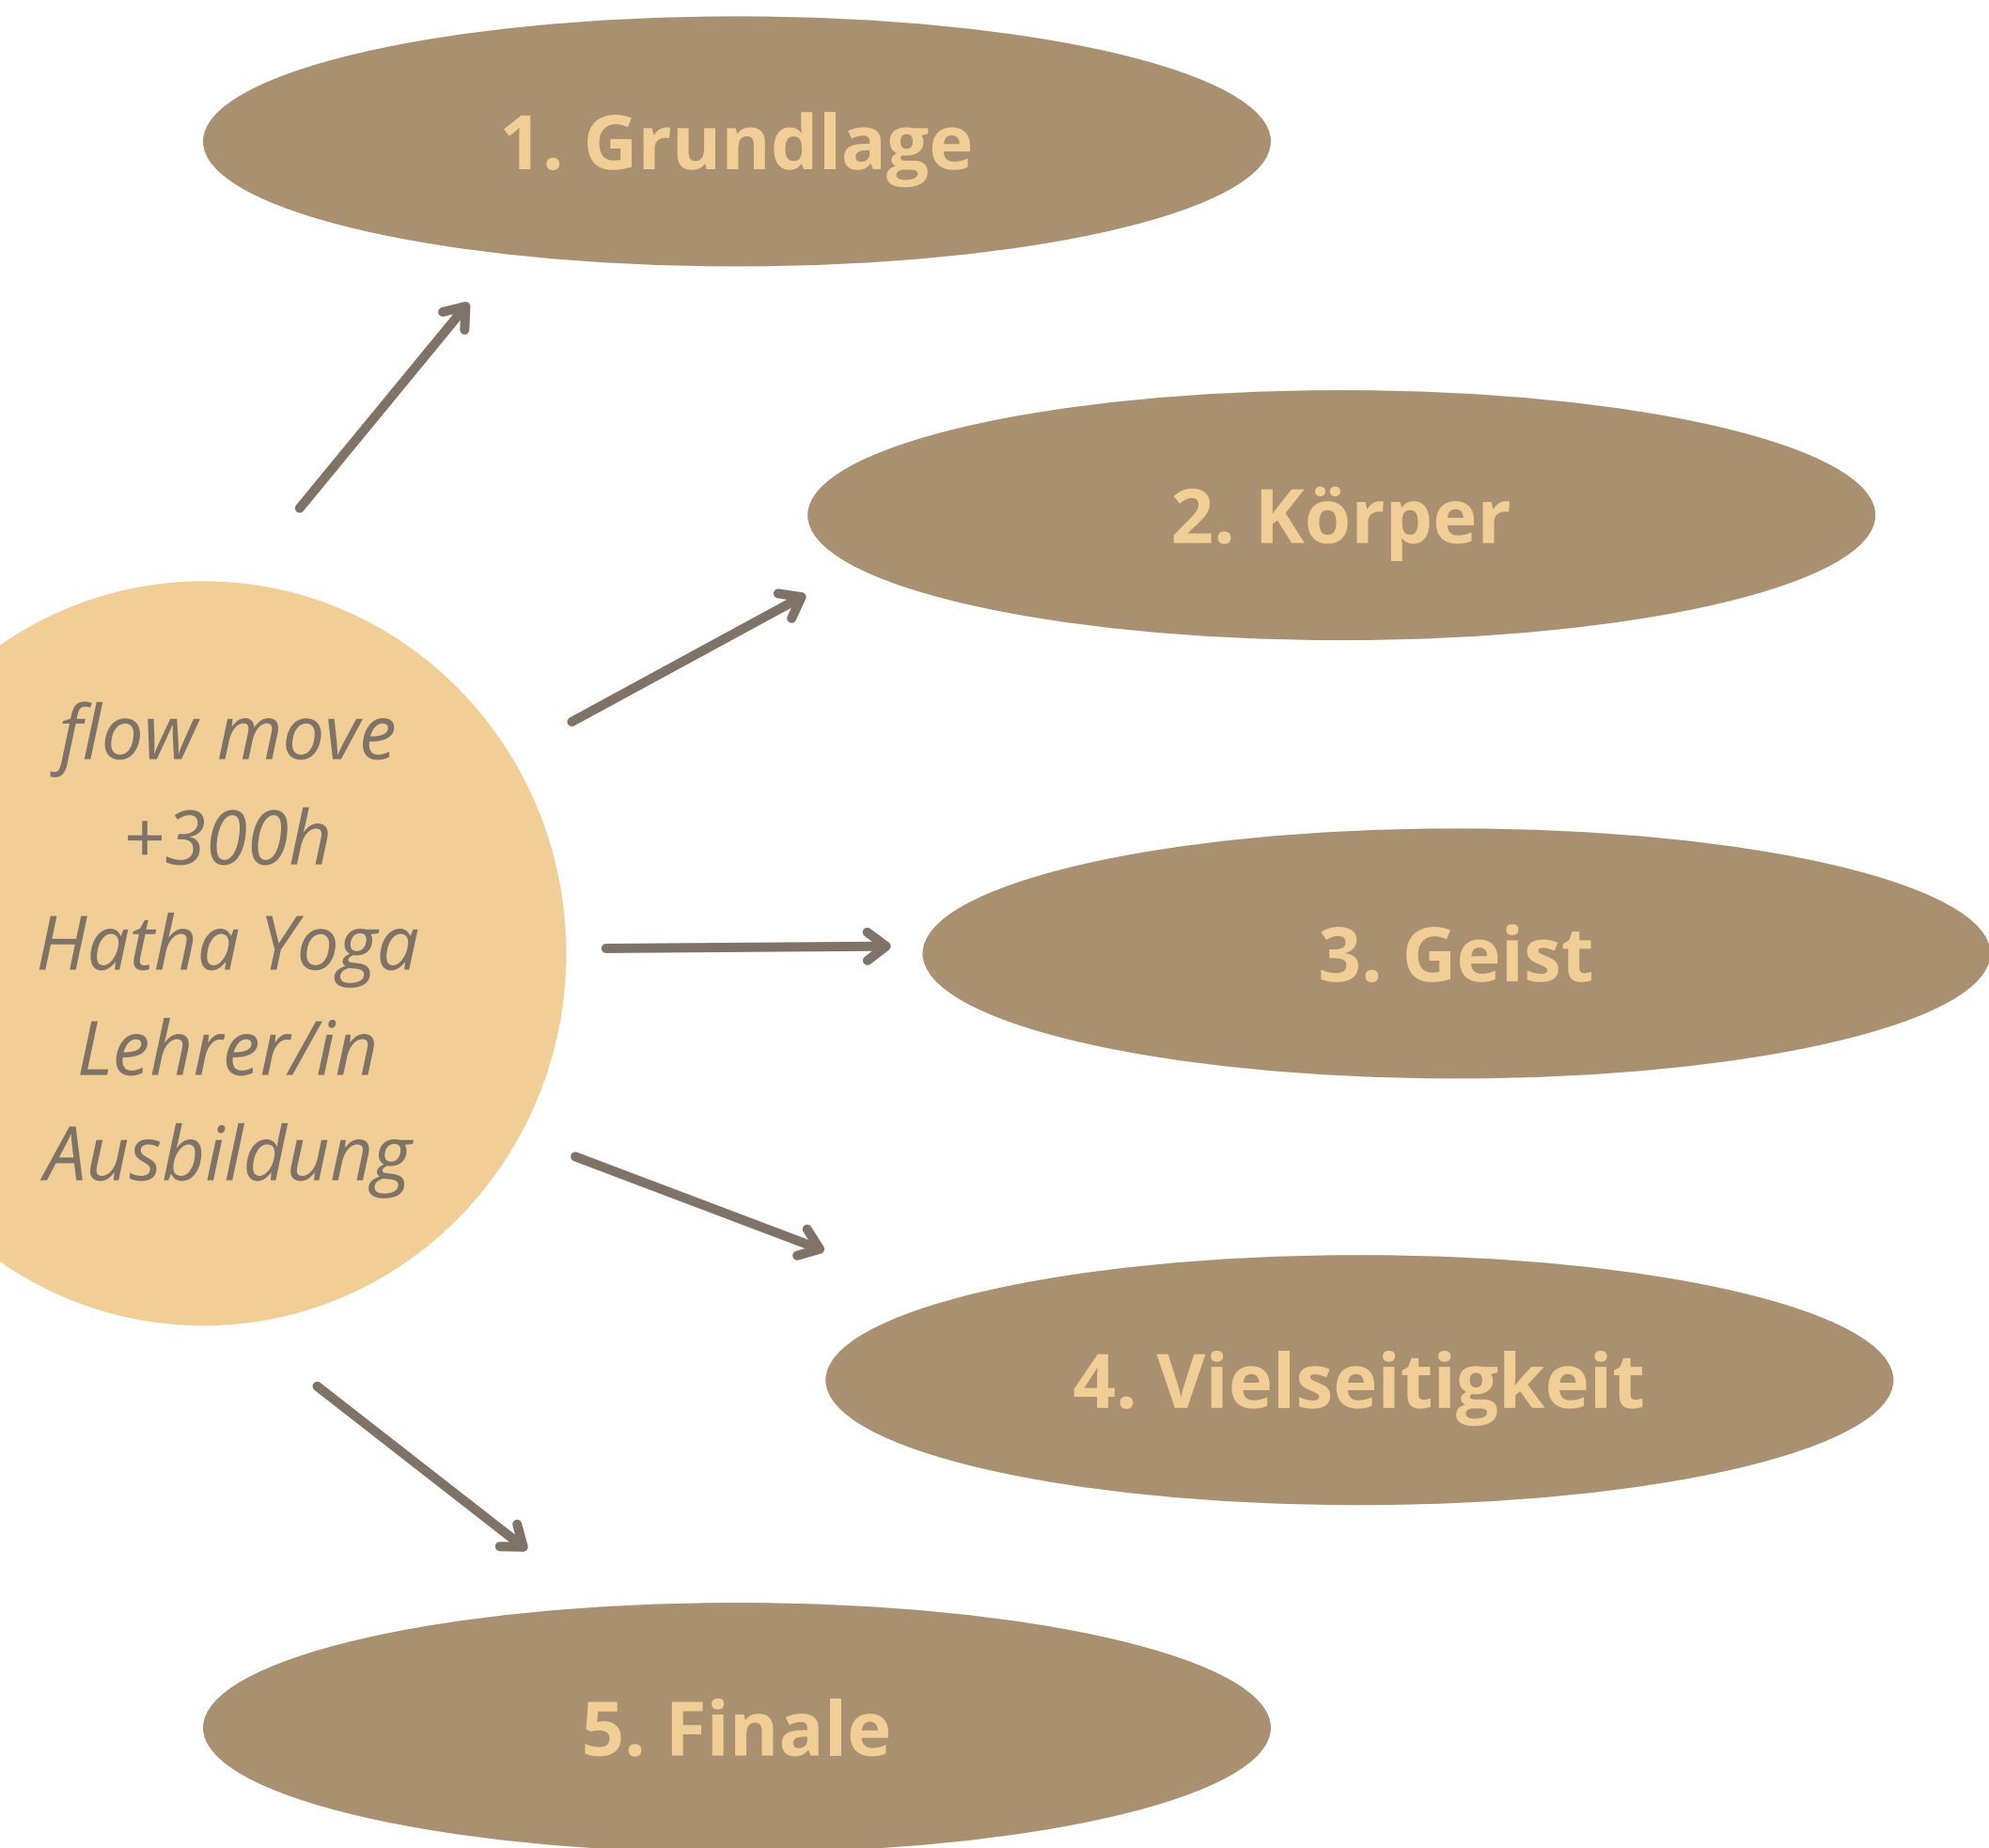 1. Grundlage
2. Körper
flow move
+300h
Hatha Yoga
Lehrer/in
Ausbildung
3. Geist
4. Vielseitigkeit
5. Finale